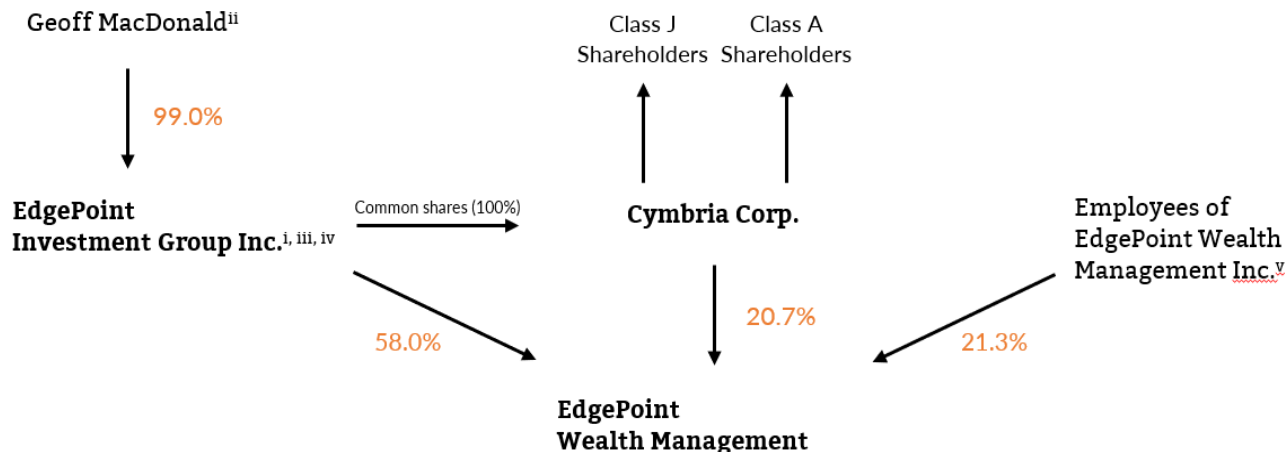 Geoff MacDonaldⁱⁱ
Class J
Shareholders
Class A
Shareholders
99.0%
EdgePoint
Investment Group Inc.ⁱ, ⁱⁱⁱ, ⁱᵛ
Common shares (100%)
Cymbria Corp.
Employees of
EdgePoint Wealth
Management Inc.ᵛ
58.0%
20.7%
21.3%
EdgePoint
Wealth Management